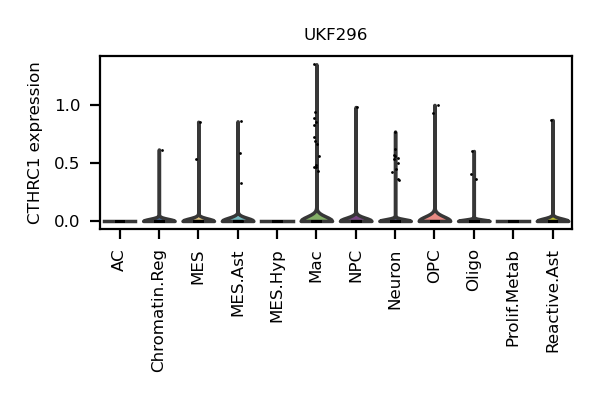 UKF296
CTHRC1 expression
1.0
0.5
0.0
AC
Chromatin.Reg
MES
MES.Ast
MES.Hyp
Mac
NPC
Neuron
OPC
Oligo
Prolif.Metab
Reactive.Ast